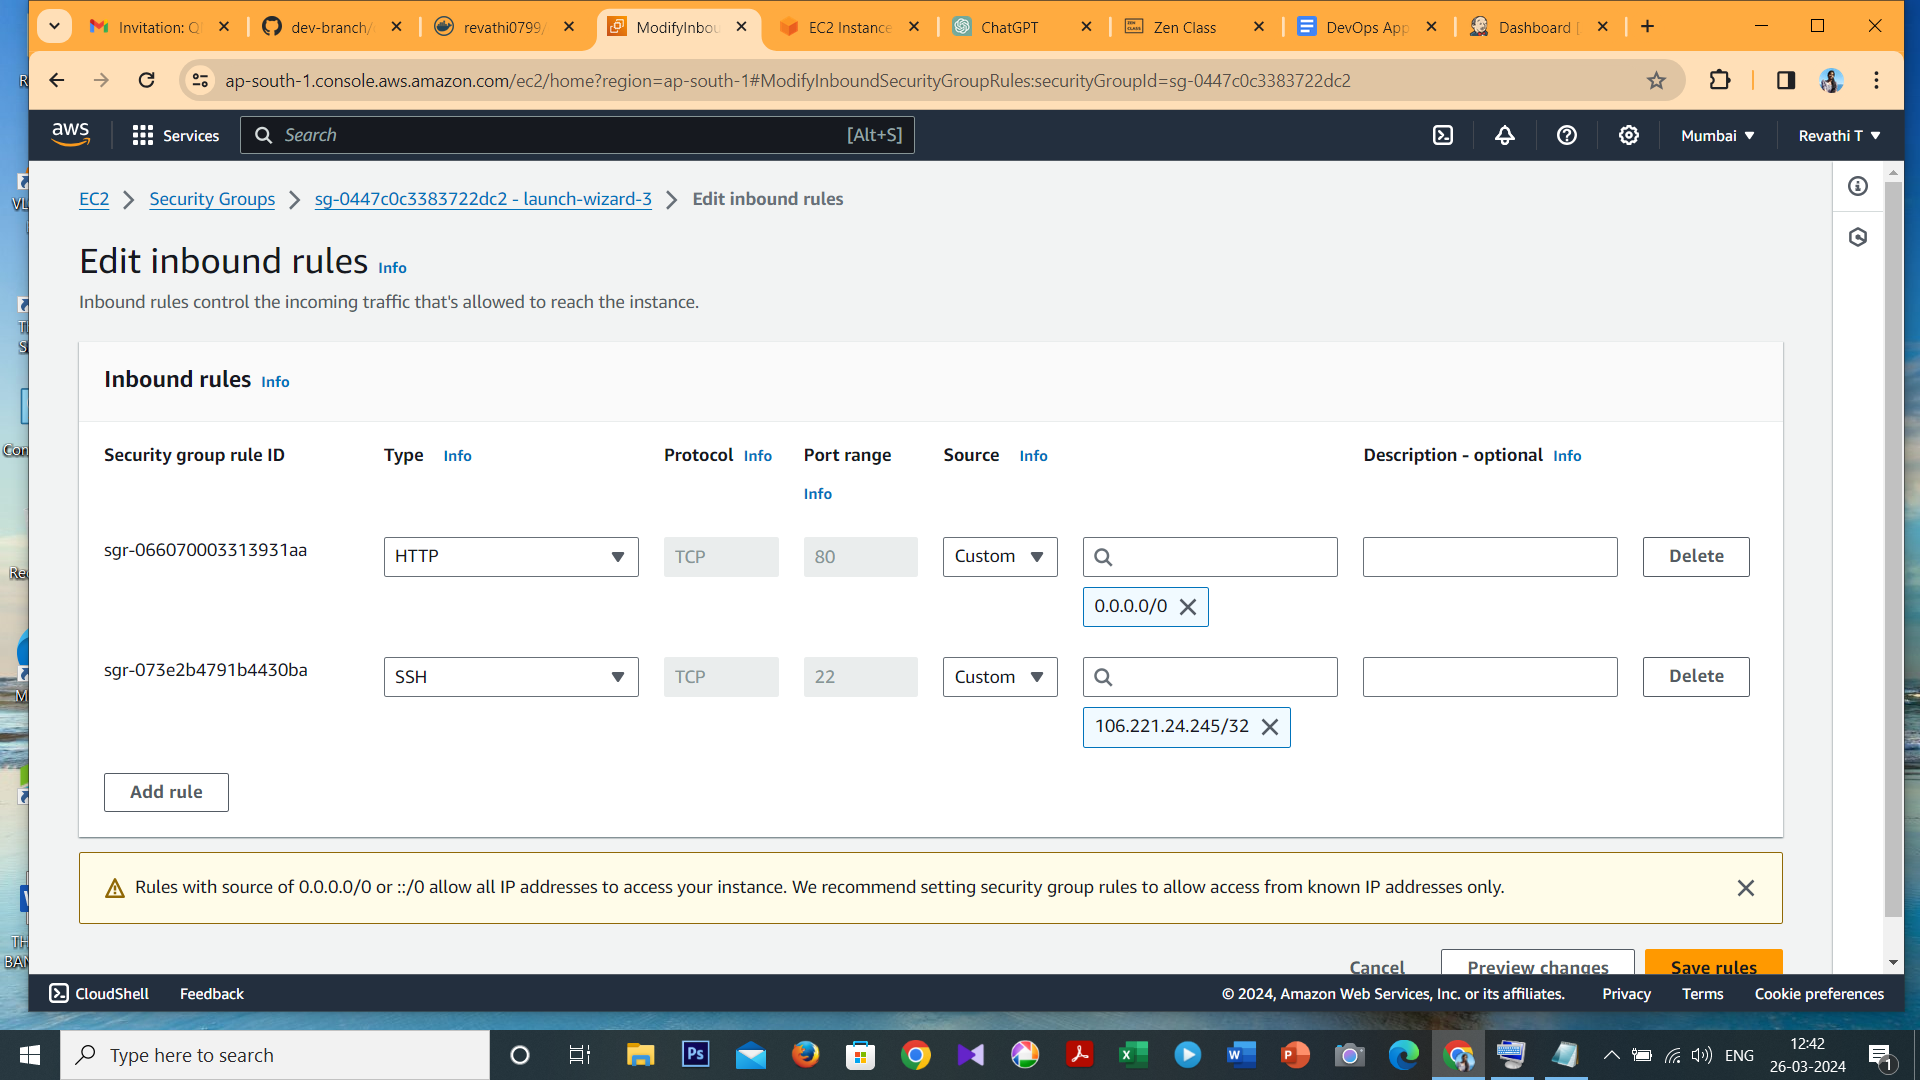 Invitation: Q
dev-branch/
revathi0799/
ModifyInbou
EC2 Instance
ChatGPT
Zen Class
DevOps App
Dashboard [
ap-south-1.console.aws.amazon.com/ec2/home?region=ap-south-1#ModifyInboundSecurityGroupRules:securityGroupId=sg-0447c0c3383722dc2
aws
Services
Search
[Alt+S]
Mumbai
Revathi T
EC2
Security Groups
sg-0447c0c3383722dc2 - launch-wizard-3
Edit inbound rules
Edit inbound rules Info
Inbound rules control the incoming traffic that's allowed to reach the instance.
Inbound rules Info
Security group rule ID
Type Info
Protocol Info
Port range
Info
Source Info
Description - optional Info
sgr-066070003313931aa
HTTP
TCP
80
Custom
Delete
0.0.0.0/0
sgr-073e2b4791b4430ba
SSH
TCP
22
Custom
Delete
106.221.24.245/32
Add rule
Rules with source of 0.0.0.0/0 or ::/0 allow all IP addresses to access your instance. We recommend setting security group rules to allow access from known IP addresses only.
Cancel
Preview changes
Save rules
CloudShell
Feedback
© 2024, Amazon Web Services, Inc. or its affiliates.
Privacy
Terms
Cookie preferences
Type here to search
ENG
12:42
26-03-2024
1